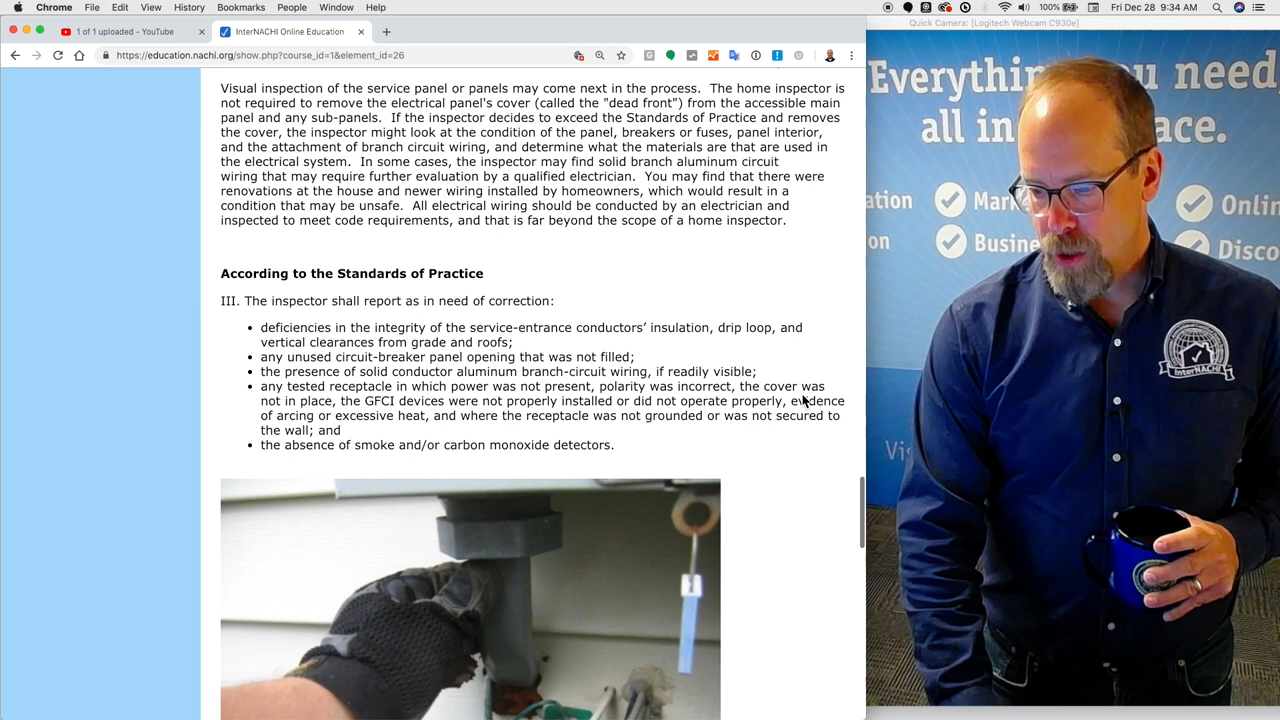 Chrome File Edit View History Bookmarks People Window Help
100% Fri Dec 28 9:34 AM
1 of 1 uploaded - YouTube
InterNACHI Online Education
Quick Camera: [Logitech Webcam C930e]
https://education.nachi.org/show.php?course_id=1&element_id=26
Visual inspection of the service panel or panels may come next in the process. The home inspector is
not required to remove the electrical panel's cover (called the "dead front") from the accessible main
panel and any sub-panels. If the inspector decides to exceed the Standards of Practice and removes
the cover, the inspector might look at the condition of the panel, breakers or fuses, panel interior,
and the attachment of branch circuit wiring, and determine what the materials are that are used in
the electrical system. In some cases, the inspector may find solid branch aluminum circuit
wiring that may require further evaluation by a qualified electrician. You may find that there were
renovations at the house and newer wiring installed by homeowners, which would result in a
condition that may be unsafe. All electrical wiring should be conducted by an electrician and
inspected to meet code requirements, and that is far beyond the scope of a home inspector.
According to the Standards of Practice
III. The inspector shall report as in need of correction:
• deficiencies in the integrity of the service-entrance conductors’ insulation, drip loop, and
vertical clearances from grade and roofs;
• any unused circuit-breaker panel opening that was not filled;
• the presence of solid conductor aluminum branch-circuit wiring, if readily visible;
• any tested receptacle in which power was not present, polarity was incorrect, the cover was
not in place, the GFCI devices were not properly installed or did not operate properly, evidence
of arcing or excessive heat, and where the receptacle was not grounded or was not secured to
the wall; and
• the absence of smoke and/or carbon monoxide detectors.
Everything you need,
all in place.
InterNACHI